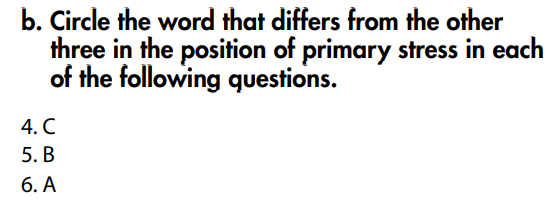 b. Circle the word that differs from the other
three in the position of primary stress in each
of the following questions.
4. C
5. B
6. A